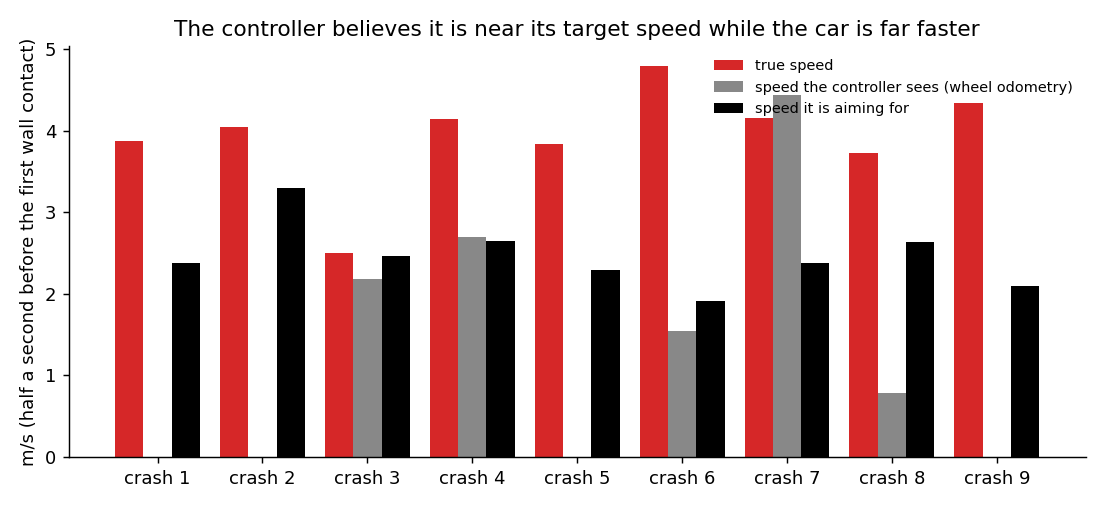 The controller believes it is near its target speed while the car is far faster
m/s (half a second before the first wall contact)
5
4
3
2
1
0
true speed
speed the controller sees (wheel odometry)
speed it is aiming for
crash 1 crash 2 crash 3 crash 4 crash 5 crash 6 crash 7 crash 8 crash 9